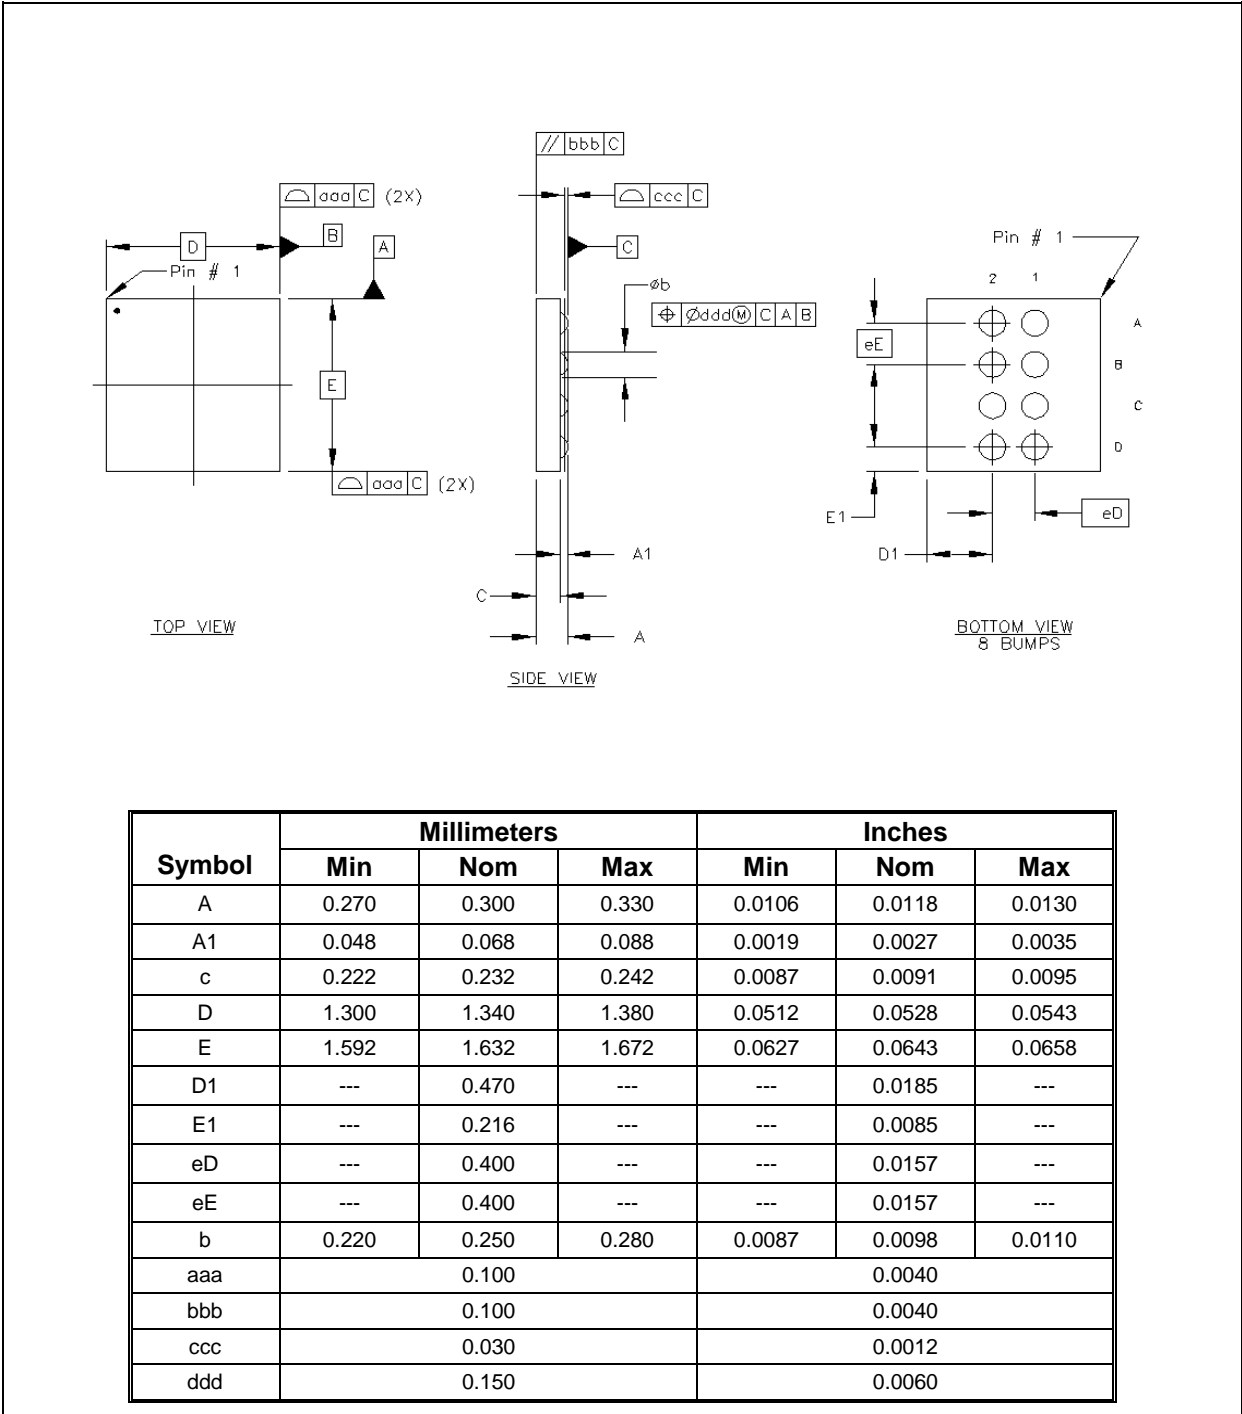 // bbb C
aaa C (2X)
ccc C
D
B
A
C
Pin # 1
Pin # 1
øb
2 1
Ødddⓜ C A B
A
eE
B
E
C
D
aaa C (2X)
E1
eD
A1
D1
C
TOP VIEW
A
BOTTOM VIEW
8 BUMPS
SIDE VIEW
Symbol Millimeters Inches
Min Nom Max Min Nom Max
A 0.270 0.300 0.330 0.0106 0.0118 0.0130
A1 0.048 0.068 0.088 0.0019 0.0027 0.0035
c 0.222 0.232 0.242 0.0087 0.0091 0.0095
D 1.300 1.340 1.380 0.0512 0.0528 0.0543
E 1.592 1.632 1.672 0.0627 0.0643 0.0658
D1 --- 0.470 --- --- 0.0185 ---
E1 --- 0.216 --- --- 0.0085 ---
eD --- 0.400 --- --- 0.0157 ---
eE --- 0.400 --- --- 0.0157 ---
b 0.220 0.250 0.280 0.0087 0.0098 0.0110
aaa 0.100 0.0040
bbb 0.100 0.0040
ccc 0.030 0.0012
ddd 0.150 0.0060